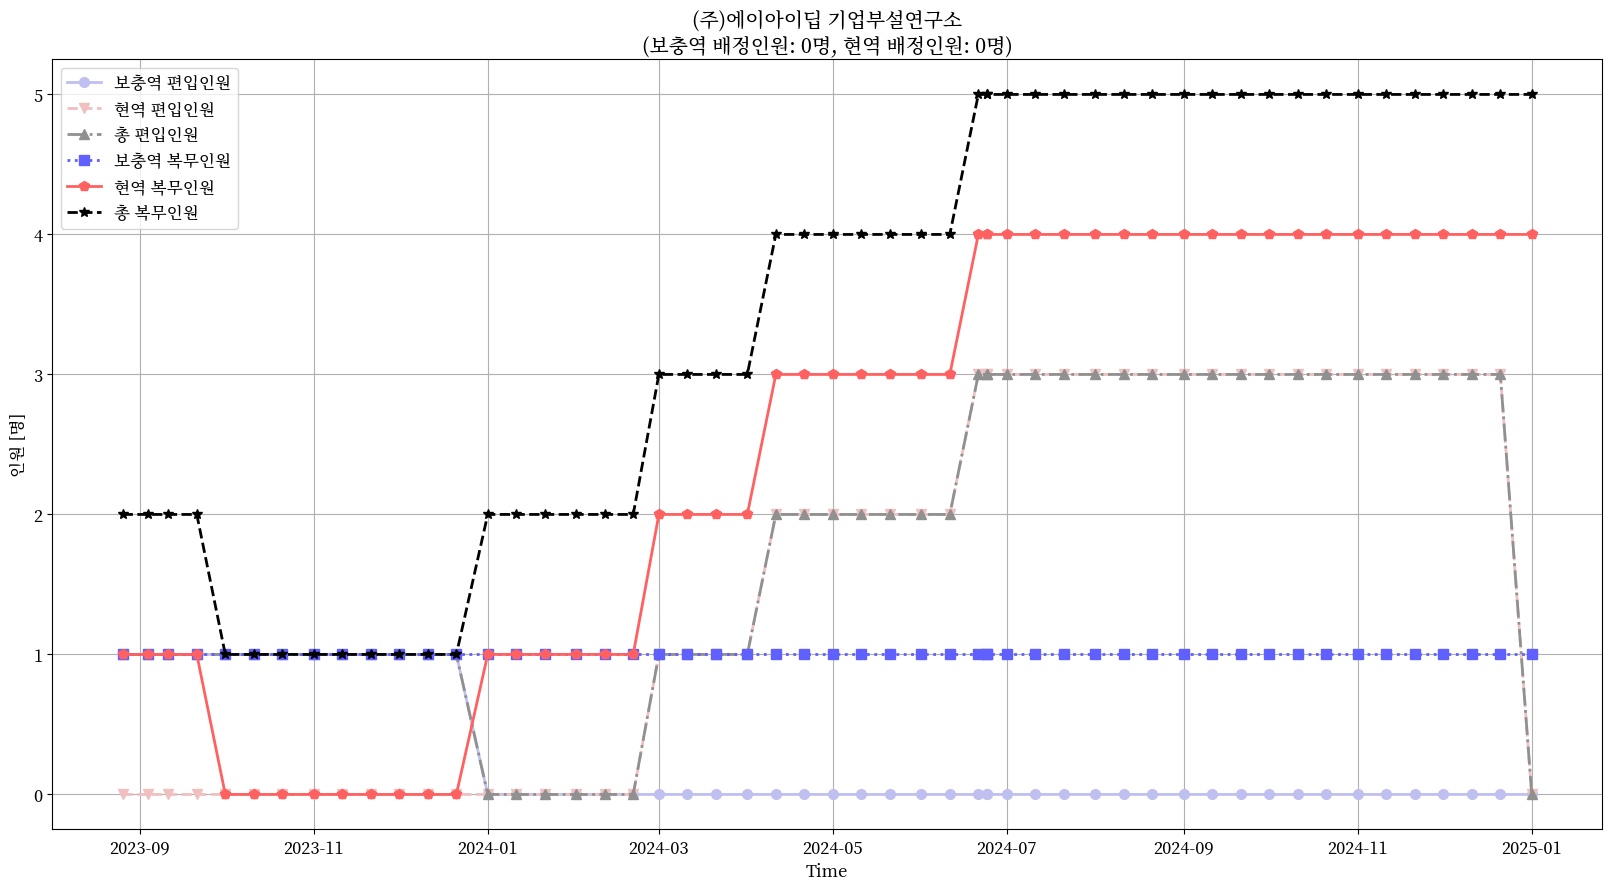 (주)에이아이딥 기업부설연구소
(보충역 배정인원: 0명, 현역 배정인원: 0명)
보충역 편입인원
현역 편입인원
총 편입인원
보충역 복무인원
현역 복무인원
총 복무인원
인원 [명]
5
4
3
2
1
0
2023-09
2023-11
2024-01
2024-03
2024-05
2024-07
2024-09
2024-11
2025-01
Time